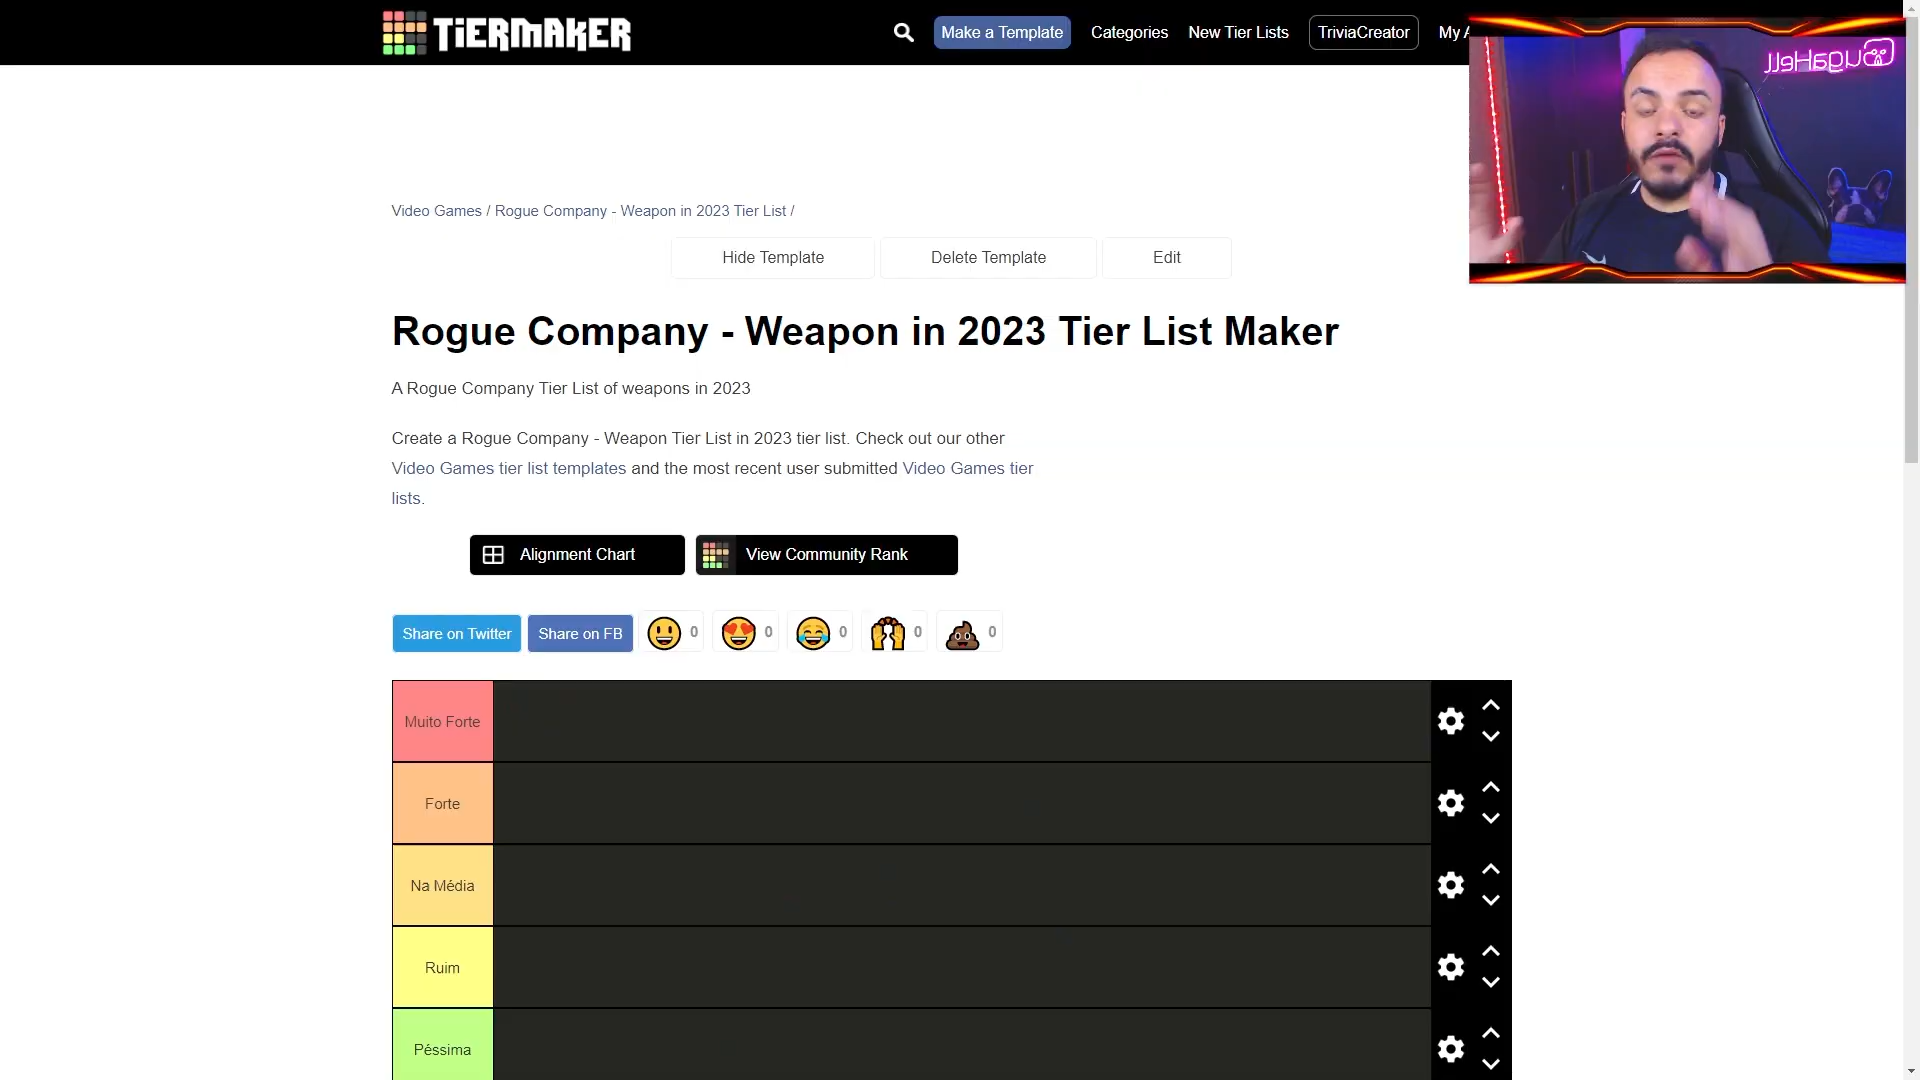 TiERMAKER
Make a Template
Categories
New Tier Lists
TriviaCreator
My A
SugaHell
Video Games / Rogue Company - Weapon in 2023 Tier List /
Hide Template
Delete Template
Edit
Rogue Company - Weapon in 2023 Tier List Maker
A Rogue Company Tier List of weapons in 2023
Create a Rogue Company - Weapon Tier List in 2023 tier list. Check out our other
Video Games tier list templates and the most recent user submitted Video Games tier
lists.
Alignment Chart
View Community Rank
Share on Twitter
Share on FB
0
0
0
0
0
Muito Forte
Forte
Na Média
Ruim
Péssima